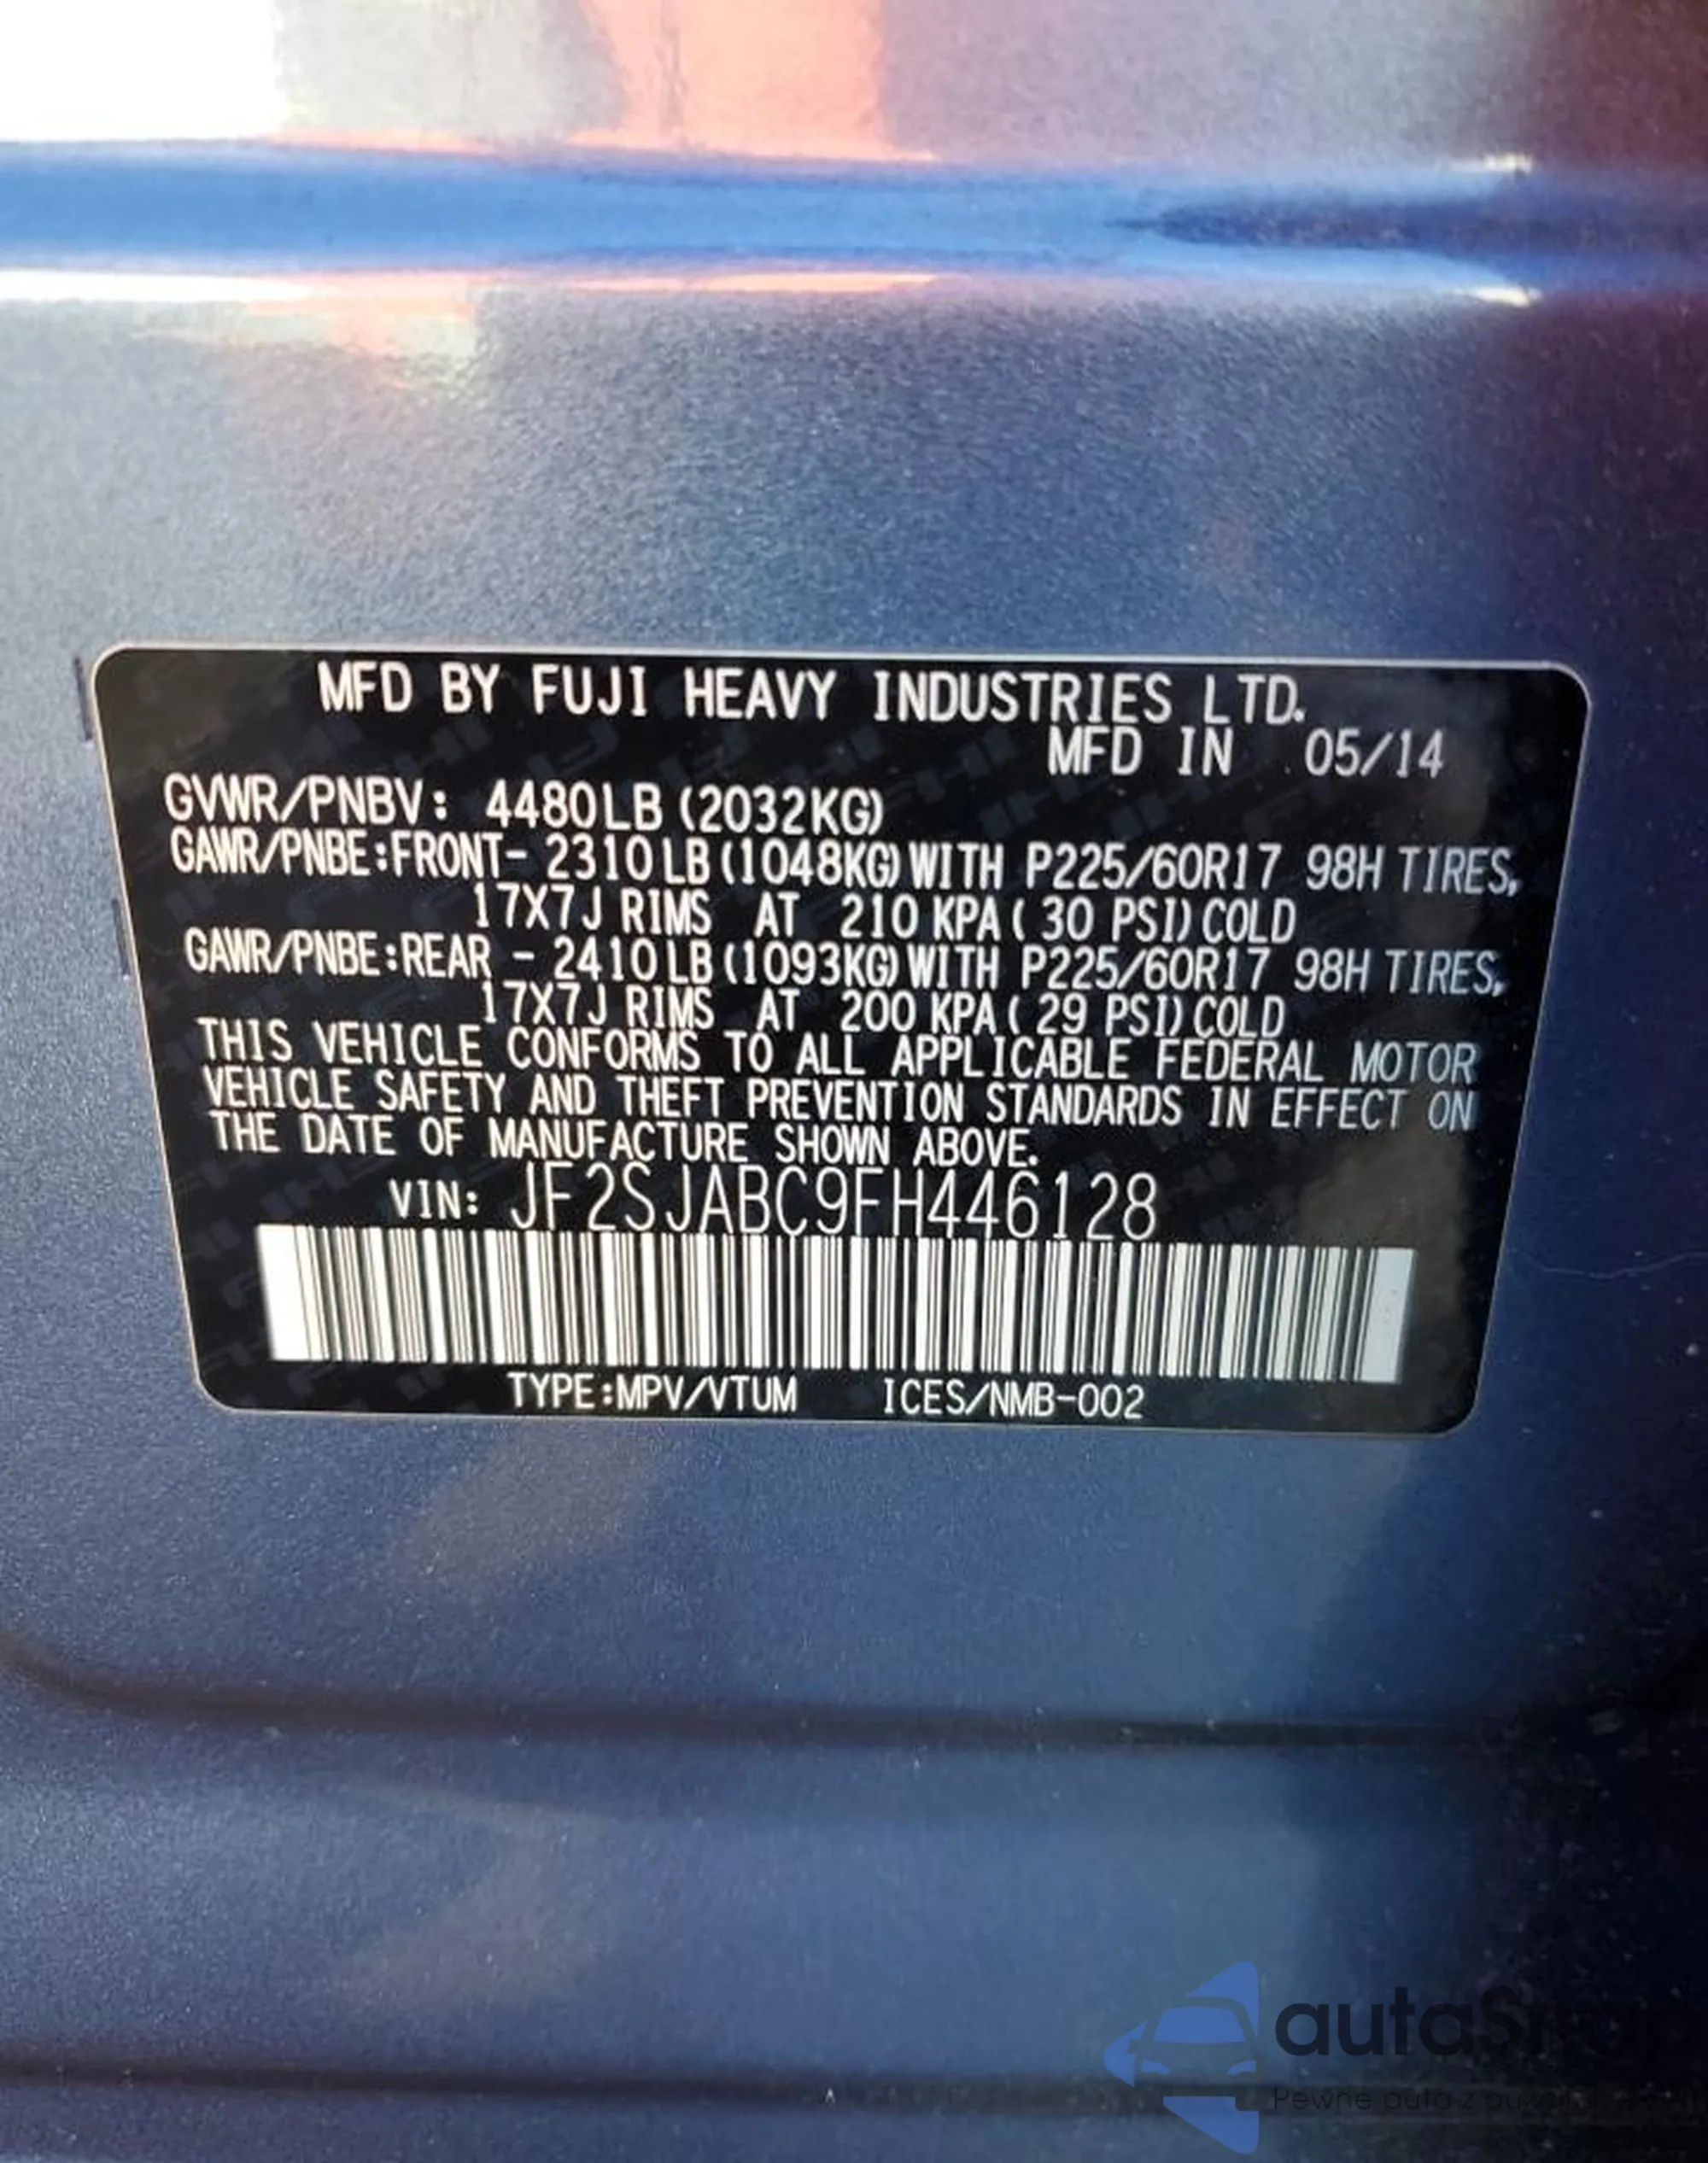 MFD BY FUJI HEAVY INDUSTRIES LTD.
MFD IN 05/14
GVWR/PNBV: 4480LB (2032KG)
GAWR/PNBE:FRONT- 2310LB (1048KG) WITH P225/60R17 98H TIRES,
17X7J RIMS AT 210 KPA ( 30 PSI) COLD
GAWR/PNBE:REAR - 2410LB (1093KG) WITH P225/60R17 98H TIRES,
17X7J RIMS AT 200 KPA ( 29 PSI) COLD
THIS VEHICLE CONFORMS TO ALL APPLICABLE FEDERAL MOTOR
VEHICLE SAFETY AND THEFT PREVENTION STANDARDS IN EFFECT ON
THE DATE OF MANUFACTURE SHOWN ABOVE.
VIN: JF2SJABC9FH446128
TYPE:MPV/VTUM ICES/NMB-002
autaSnap
Pewne auta z